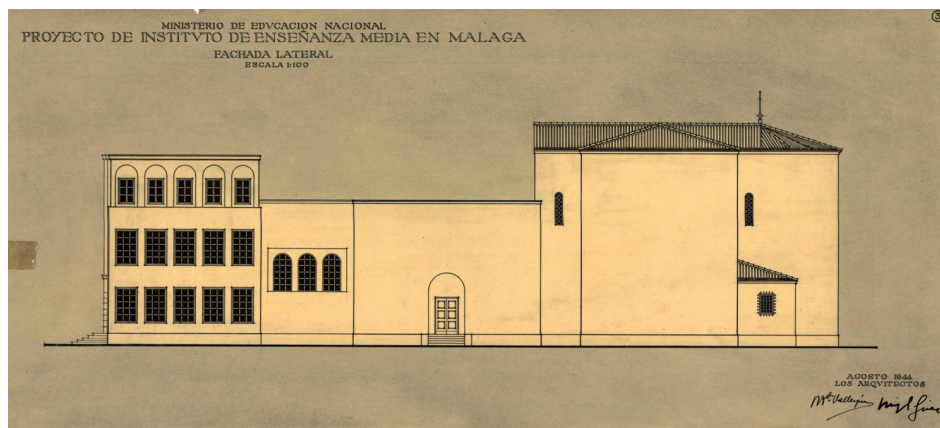 MINISTERIO DE EDVCACION NACIONAL
PROYECTO DE INSTITVTO DE ENSEÑANZA MEDIA EN MALAGA
FACHADA LATERAL
ESCALA 1:100
3
AGOSTO 1944
LOS ARQVITECTOS